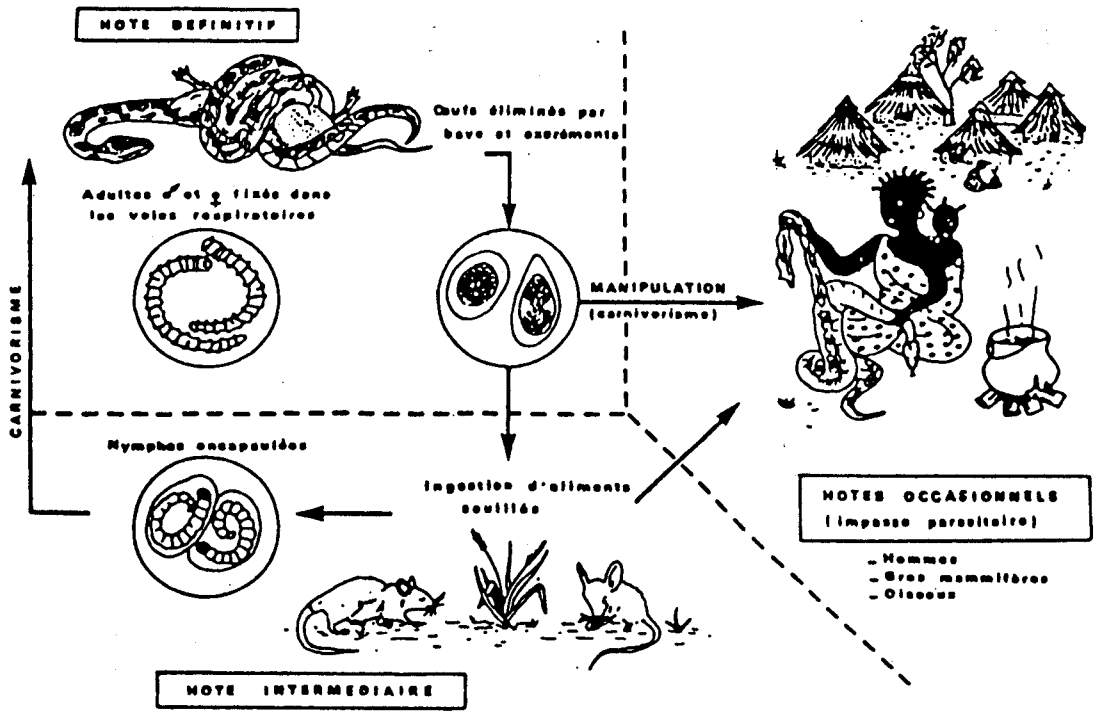 HOTE DEFINITIF
Oeufs éliminés par
bave et excréments
Adultes ♂ et ♀ fixés dans
les voies respiratoires
MANIPULATION
(carnivorisme)
CARNIVORISME
Nymphes encapsulées
Ingestion d'aliments
souillés
HOTES OCCASIONNELS
(impasse parasitaire)
- Hommes
- Gros mammifères
- Oiseaux
HOTE INTERMEDIAIRE